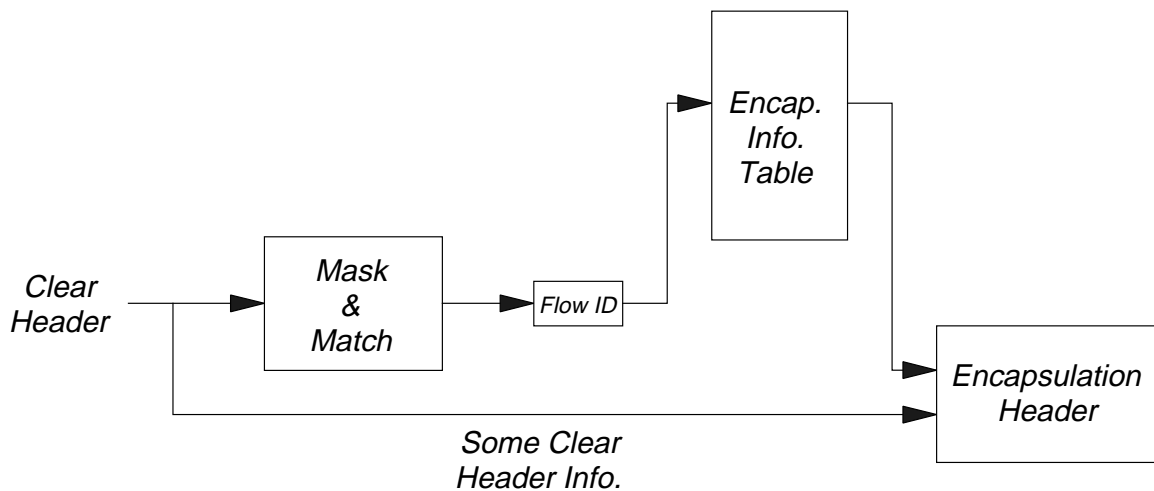 Encap.
Info.
Table
Clear
Header
Mask
&
Match
Flow ID
Encapsulation
Header
Some Clear
Header Info.